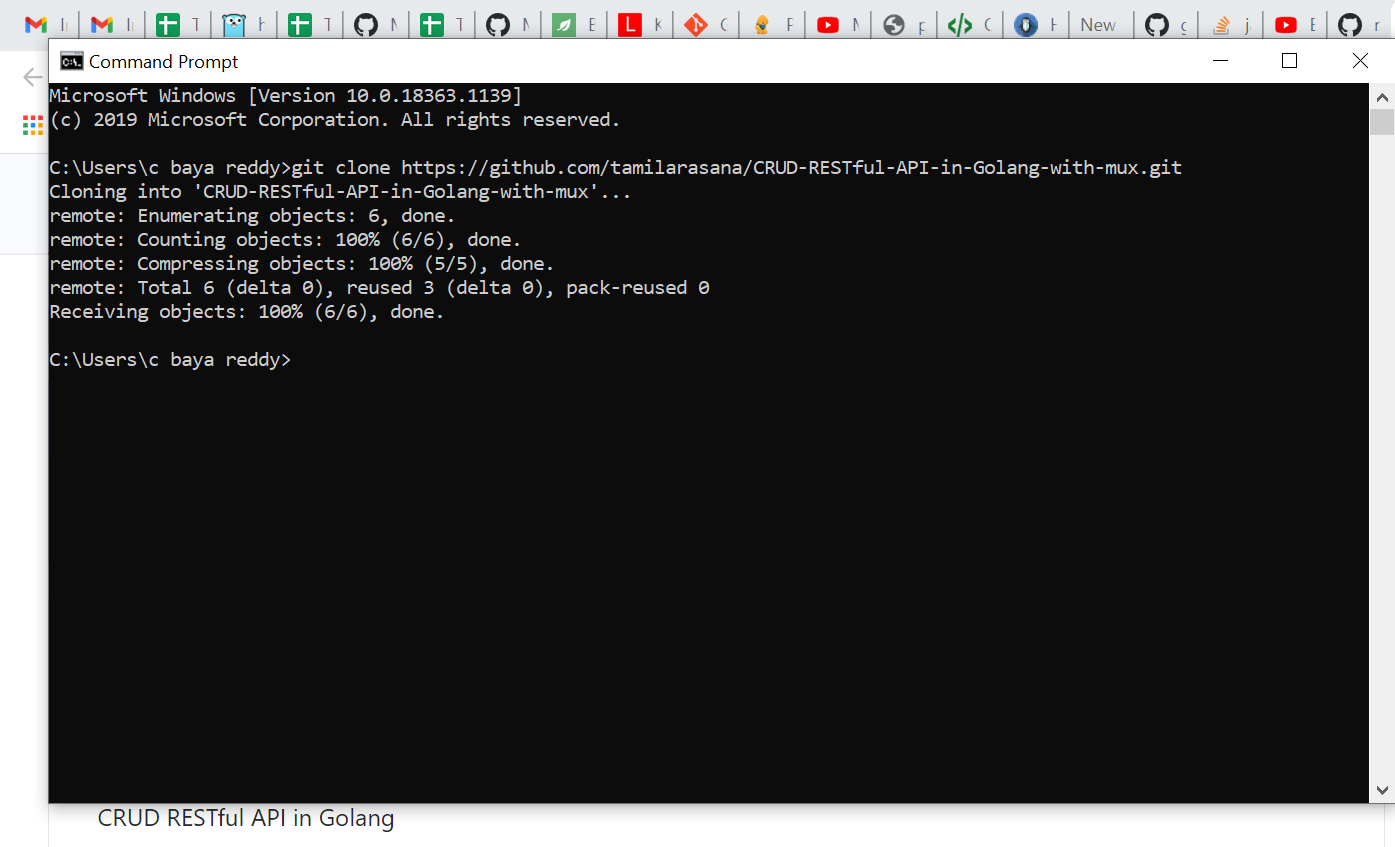 New
Command Prompt
Microsoft Windows [Version 10.0.18363.1139]
(c) 2019 Microsoft Corporation. All rights reserved.
C:\Users\c baya reddy>git clone https://github.com/tamilarasana/CRUD-RESTful-API-in-Golang-with-mux.git
Cloning into 'CRUD-RESTful-API-in-Golang-with-mux'...
remote: Enumerating objects: 6, done.
remote: Counting objects: 100% (6/6), done.
remote: Compressing objects: 100% (5/5), done.
remote: Total 6 (delta 0), reused 3 (delta 0), pack-reused 0
Receiving objects: 100% (6/6), done.
C:\Users\c baya reddy>
CRUD RESTful API in Golang